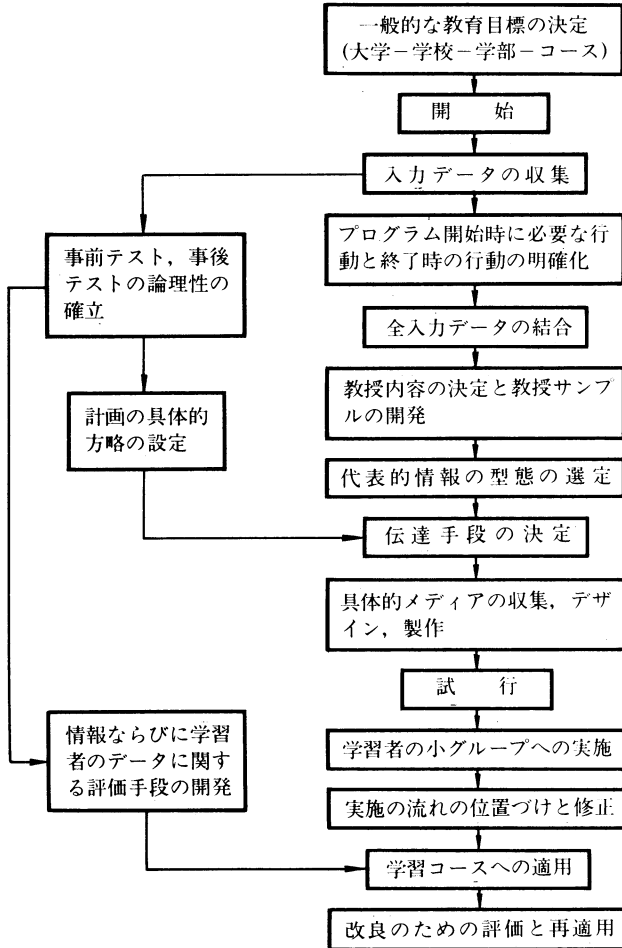 一般的な教育目標の決定
(大学－学校－学部－コース)
開　始
入力データの収集
プログラム開始時に必要な行
動と終了時の行動の明確化
事前テスト，事後
テストの論理性の
確立
全入力データの結合
教授内容の決定と教授サンプ
ルの開発
計画の具体的
方略の設定
代表的情報の型態の選定
伝達手段の決定
具体的メディアの収集，デザ
イン，製作
試　行
情報ならびに学習
者のデータに関す
る評価手段の開発
学習者の小グループへの実施
実施の流れの位置づけと修正
学習コースへの適用
改良のための評価と再適用